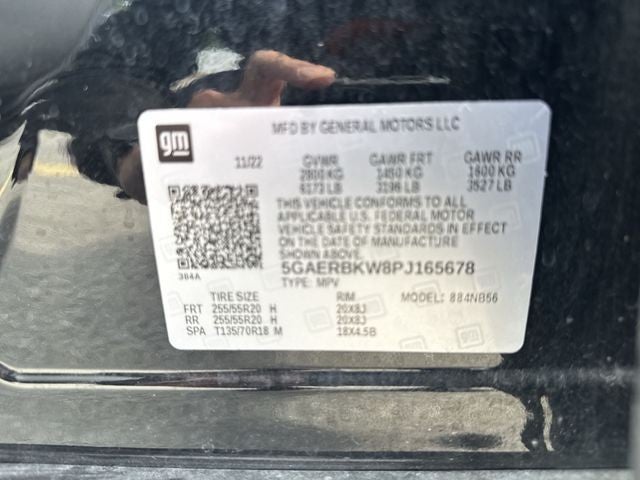 gm
MFD BY GENERAL MOTORS LLC
11/22 GVWR GAWR FRT GAWR RR
2800 KG 1450 KG 1600 KG
6173 LB 3196 LB 3527 LB
THIS VEHICLE CONFORMS TO ALL
APPLICABLE U.S. FEDERAL MOTOR
VEHICLE SAFETY STANDARDS IN EFFECT
ON THE DATE OF MANUFACTURE SHOWN ABOVE.
5GAERBKW8PJ165678
384A
TYPE: MPV
TIRE SIZE RIM MODEL: 884NB56
FRT 255/55R20 H 20X8J
RR 255/55R20 H 20X8J
SPA T135/70R18 M 18X4.5B